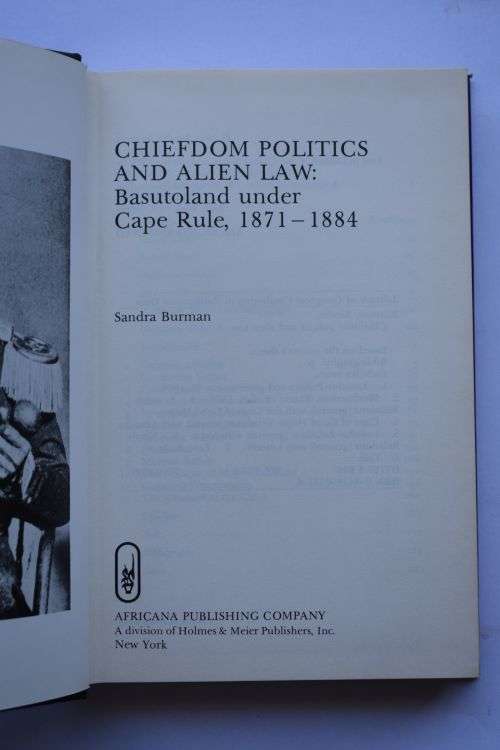 CHIEFDOM POLITICS
AND ALIEN LAW:
Basutoland under
Cape Rule, 1871–1884
Sandra Burman
AFRICANA PUBLISHING COMPANY
A division of Holmes & Meier Publishers, Inc.
New York